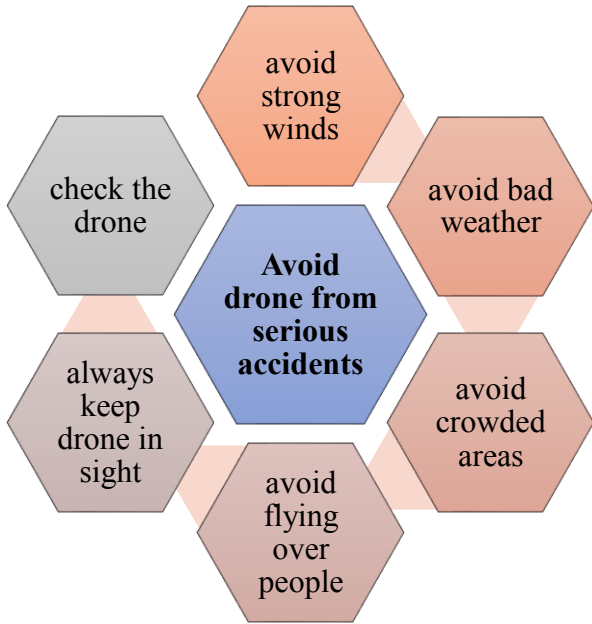 avoid
strong
winds
avoid bad
weather
avoid
crowded
areas
avoid
flying
over
people
always
keep
drone in
sight
check the
drone
Avoid
drone from
serious
accidents